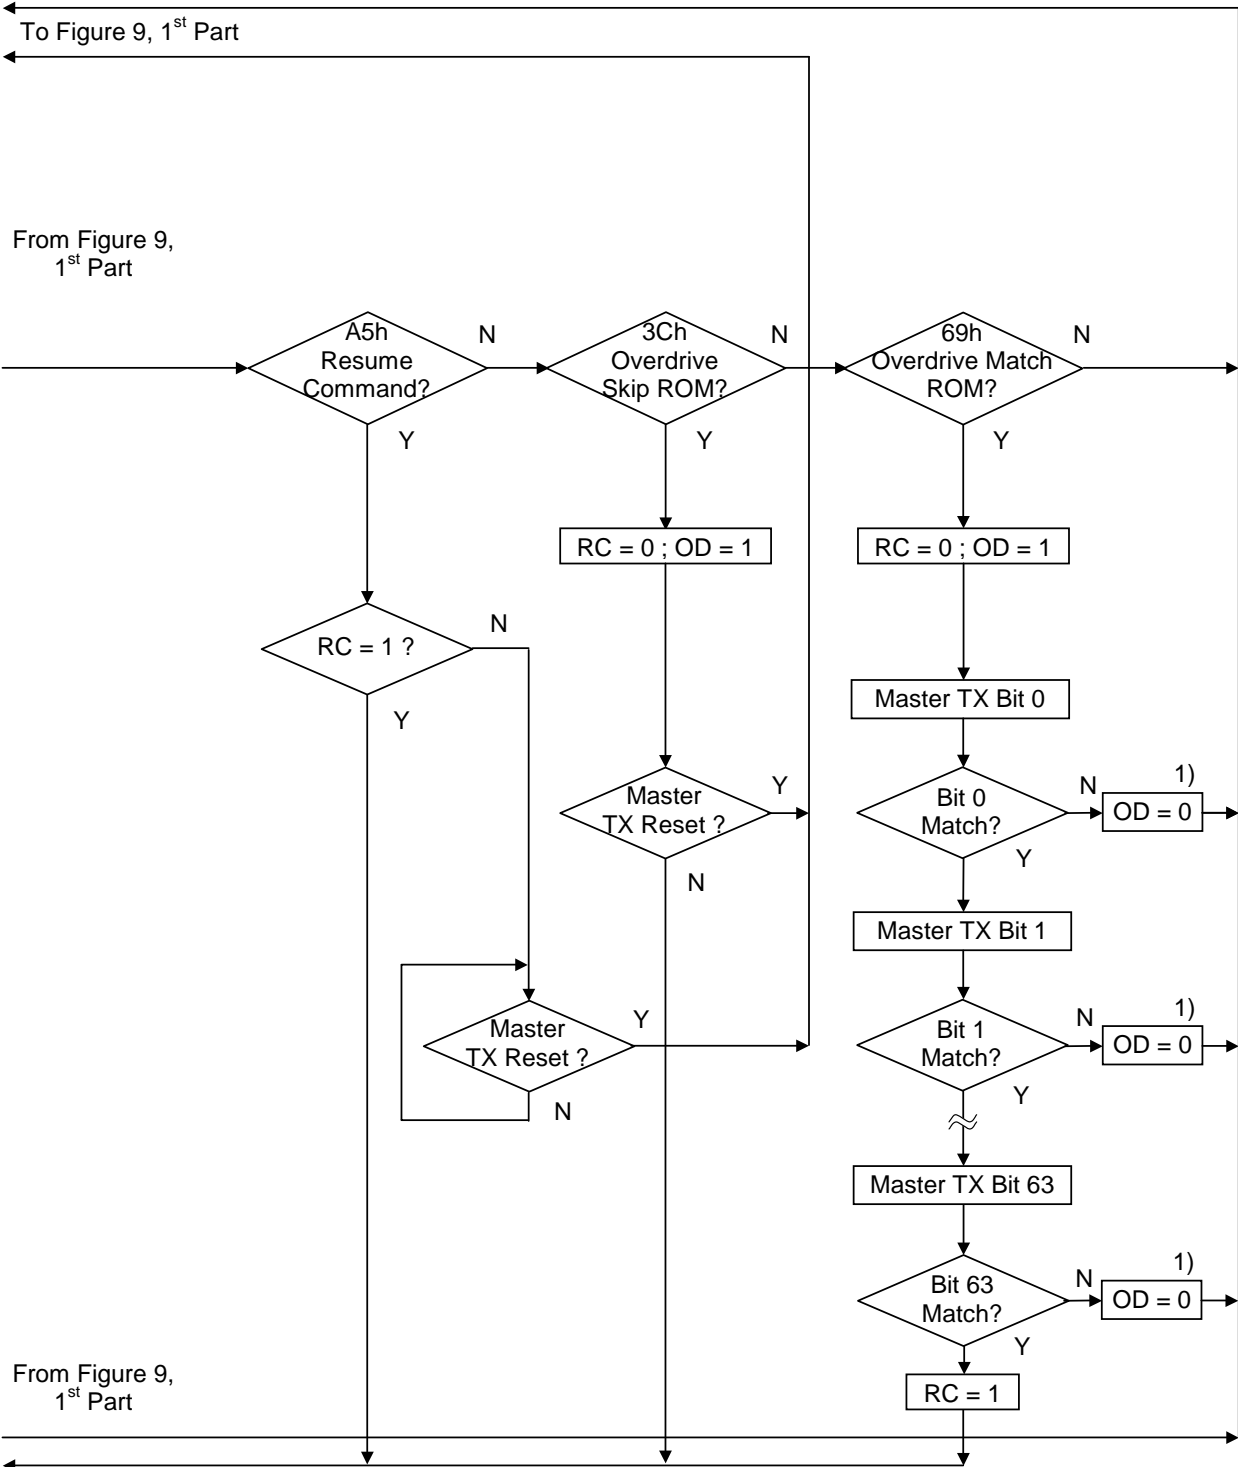 To Figure 9, 1st Part
From Figure 9,
1st Part
A5h
Resume
Command?
N
Y
3Ch
Overdrive
Skip ROM?
N
Y
69h
Overdrive Match
ROM?
N
Y
RC = 0 ; OD = 1
RC = 0 ; OD = 1
RC = 1 ?
N
Y
Master TX Bit 0
Master
TX Reset ?
Y
N
Bit 0
Match?
N
Y
1)
OD = 0
Master TX Bit 1
Master
TX Reset ?
Y
N
Bit 1
Match?
N
Y
1)
OD = 0
Master TX Bit 63
Bit 63
Match?
N
Y
1)
OD = 0
From Figure 9,
1st Part
RC = 1